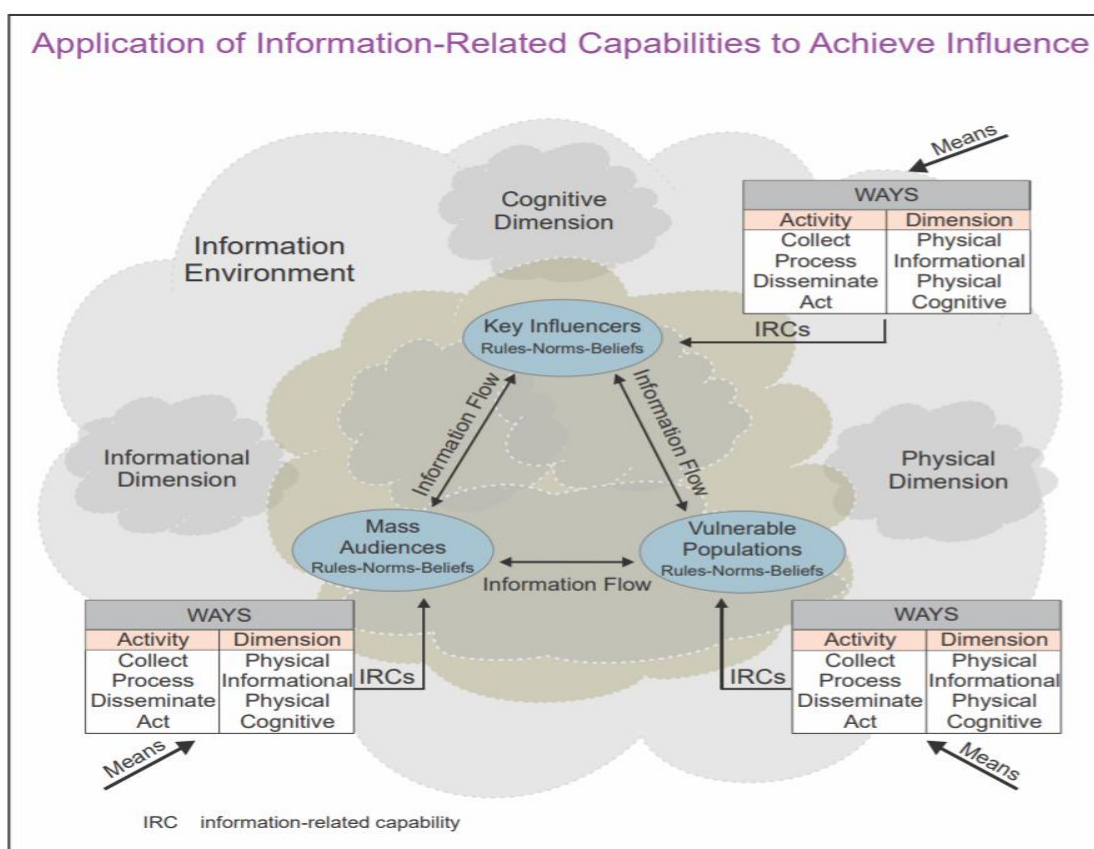 Application of Information-Related Capabilities to Achieve Influence
Means
WAYS
Activity Dimension
Collect Physical
Process Informational
Disseminate Physical
Act Cognitive
IRCs
Cognitive
Dimension
Information
Environment
Key Influencers
Rules-Norms-Beliefs
Information Flow
Information Flow
Informational
Dimension
Physical
Dimension
Mass
Audiences
Rules-Norms-Beliefs
Information Flow
Vulnerable
Populations
Rules-Norms-Beliefs
WAYS
Activity Dimension
Collect Physical
Process Informational
Disseminate Physical
Act Cognitive
IRCs
Means
WAYS
Activity Dimension
Collect Physical
Process Informational
Disseminate Physical
Act Cognitive
IRCs
Means
IRC information-related capability